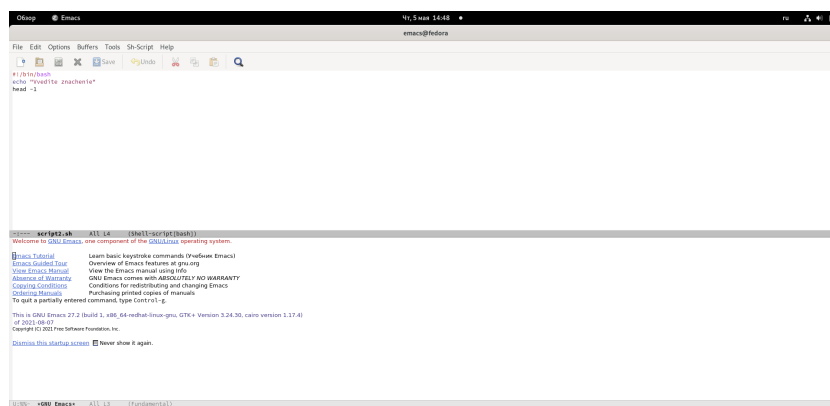 Обзор Emacs Чт, 5 мая 14:48 ru
emacs@fedora
File Edit Options Buffers Tools Sh-Script Help
Save Undo
#!/bin/bash
echo "Vvedite znachenie"
head -1
-:--- script2.sh All L4 (Shell-script[bash])
Welcome to GNU Emacs, one component of the GNU/Linux operating system.
Emacs Tutorial Learn basic keystroke commands (Учебник Emacs)
Emacs Guided Tour Overview of Emacs features at gnu.org
View Emacs Manual View the Emacs manual using Info
Absence of Warranty GNU Emacs comes with ABSOLUTELY NO WARRANTY
Copying Conditions Conditions for redistributing and changing Emacs
Ordering Manuals Purchasing printed copies of manuals
To quit a partially entered command, type Control-g.
This is GNU Emacs 27.2 (build 1, x86_64-redhat-linux-gnu, GTK+ Version 3.24.30, cairo version 1.17.4)
of 2021-08-07
Copyright (C) 2021 Free Software Foundation, Inc.
Dismiss this startup screen Never show it again.
U:%%- *GNU Emacs* All L3 (Fundamental)